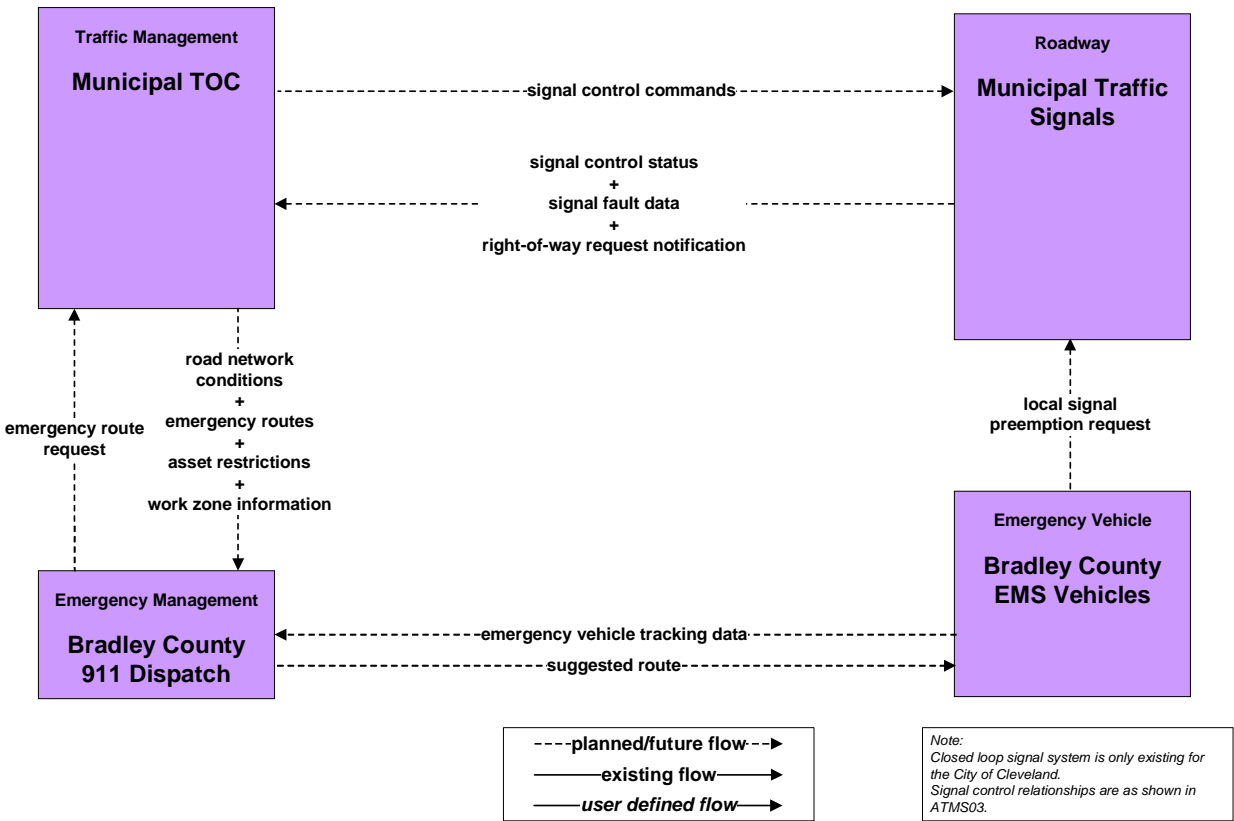 Traffic Management
Municipal TOC
Roadway
Municipal Traffic
Signals
signal control commands
signal control status
+
signal fault data
+
right-of-way request notification
road network
conditions
+
emergency routes
+
asset restrictions
+
work zone information
emergency route
request
local signal
preemption request
Emergency Management
Bradley County
911 Dispatch
Emergency Vehicle
Bradley County
EMS Vehicles
emergency vehicle tracking data
suggested route
planned/future flow
existing flow
user defined flow
Note:
Closed loop signal system is only existing for
the City of Cleveland.
Signal control relationships are as shown in
ATMS03.